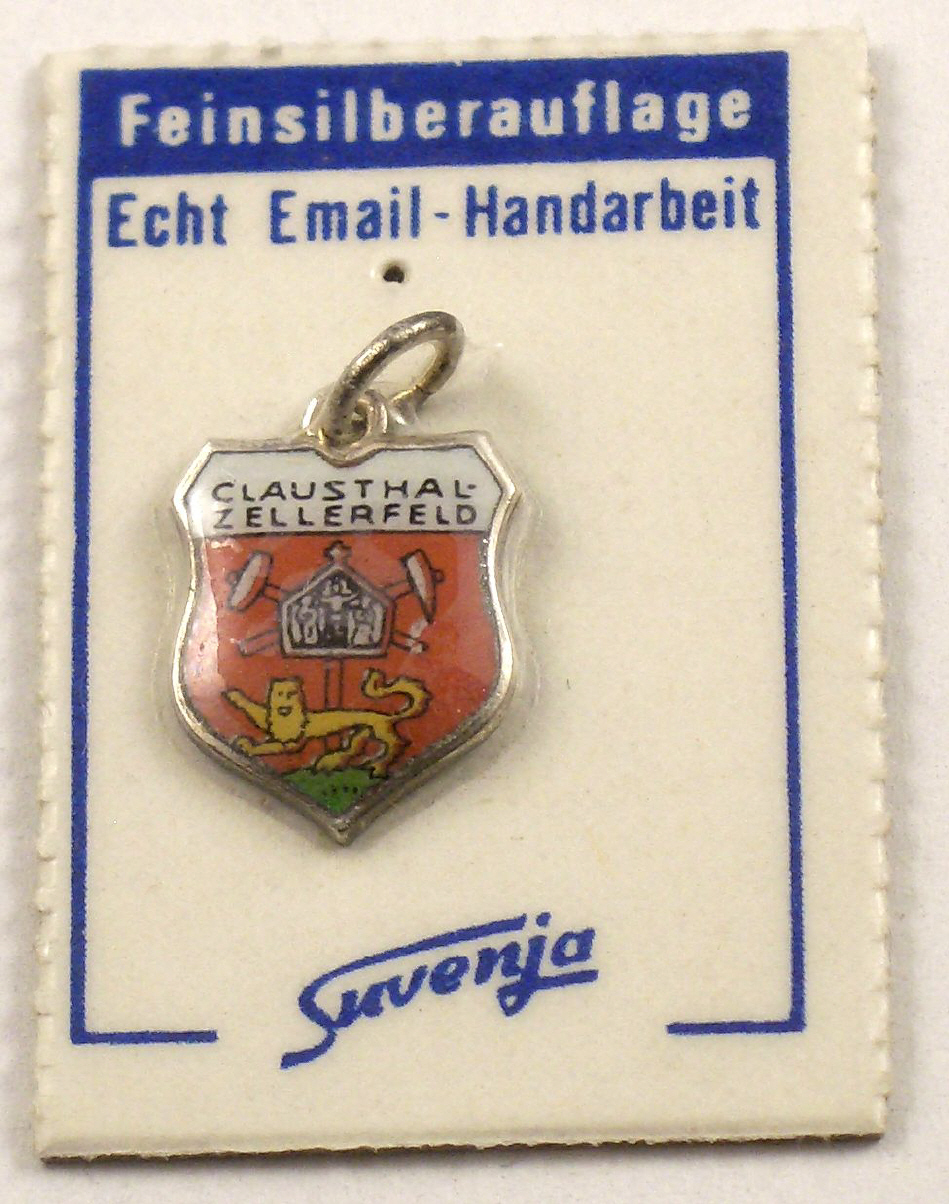 Feinsilberauflage
Echt Email-Handarbeit
CLAUSTHAL-
ZELLERFELD
Suvenja